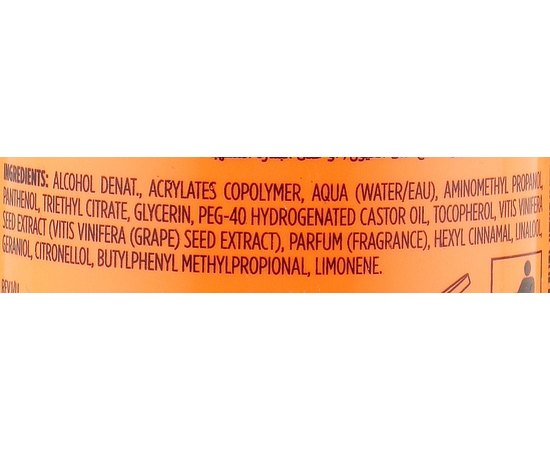 INGREDIENTS: ALCOHOL DENAT., ACRYLATES COPOLYMER, AQUA (WATER/EAU), AMINOMETHYL PROPANOL,
PANTHENOL, TRIETHYL CITRATE, GLYCERIN, PEG-40 HYDROGENATED CASTOR OIL, TOCOPHEROL, VITIS VINIFERA
SEED EXTRACT (VITIS VINIFERA (GRAPE) SEED EXTRACT), PARFUM (FRAGRANCE), HEXYL CINNAMAL, LINALOOL,
GERANIOL, CITRONELLOL, BUTYLPHENYL METHYLPROPIONAL, LIMONENE.